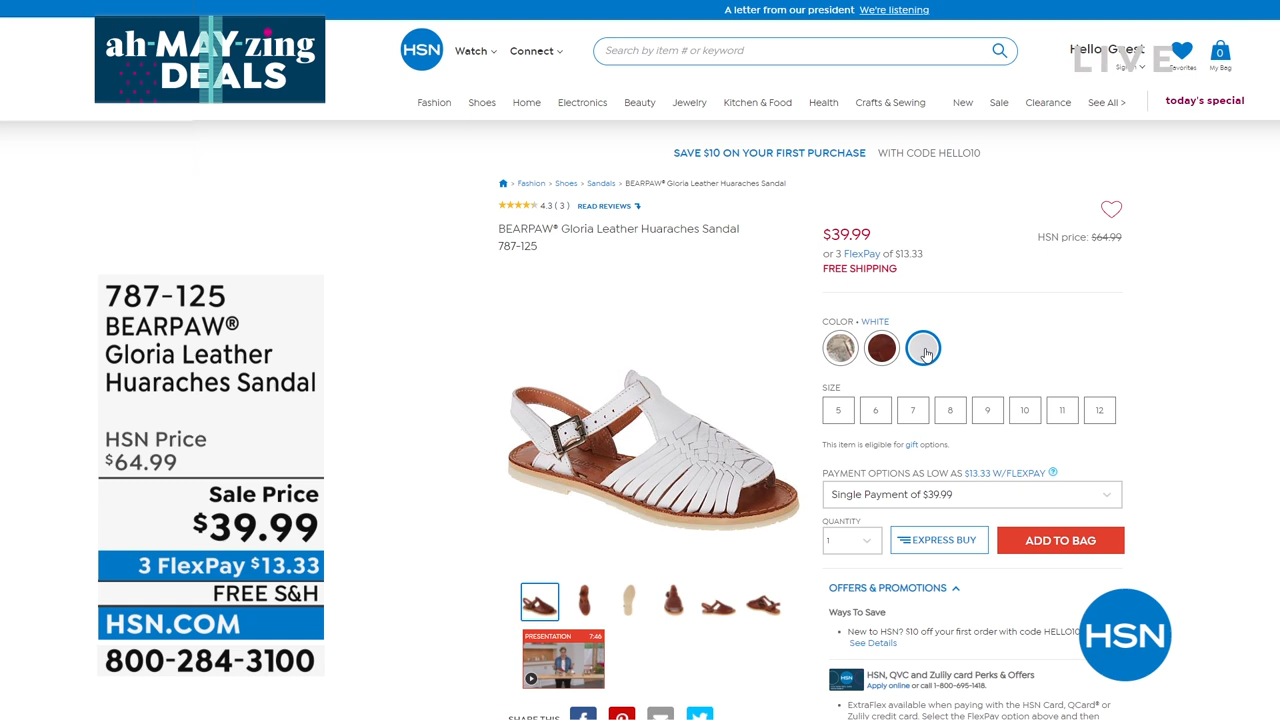 A letter from our president We're listening
ah-MAY-zing
DEALS
HSN
Watch
Connect
Search by item # or keyword
Hello Guest
LIVE
Favorites
0
My Bag
Fashion Shoes Home Electronics Beauty Jewelry Kitchen & Food Health Crafts & Sewing New Sale Clearance See All > today's special
SAVE $10 ON YOUR FIRST PURCHASE WITH CODE HELLO10
> Fashion > Shoes > Sandals > BEARPAW® Gloria Leather Huaraches Sandal
4.3 ( 3 ) READ REVIEWS
BEARPAW® Gloria Leather Huaraches Sandal
787-125
$39.99
HSN price: $64.99
or 3 FlexPay of $13.33
FREE SHIPPING
COLOR • WHITE
SIZE
5 6 7 8 9 10 11 12
This item is eligible for gift options.
PAYMENT OPTIONS AS LOW AS $13.33 W/FLEXPAY ?
Single Payment of $39.99
QUANTITY
1
EXPRESS BUY
ADD TO BAG
OFFERS & PROMOTIONS
Ways To Save
• New to HSN? $10 off your first order with code HELLO10
See Details
HSN, QVC and Zulily card Perks & Offers
Apply online or call 1-800-695-1418.
• ExtraFlex available when paying with the HSN Card, QCard® or
Zulily credit card. Select the FlexPay option above and then
PRESENTATION 7:46
SHARE THIS
787-125
BEARPAW®
Gloria Leather
Huaraches Sandal
HSN Price
$64.99
Sale Price
$39.99
3 FlexPay $13.33
FREE S&H
HSN.COM
800-284-3100
HSN